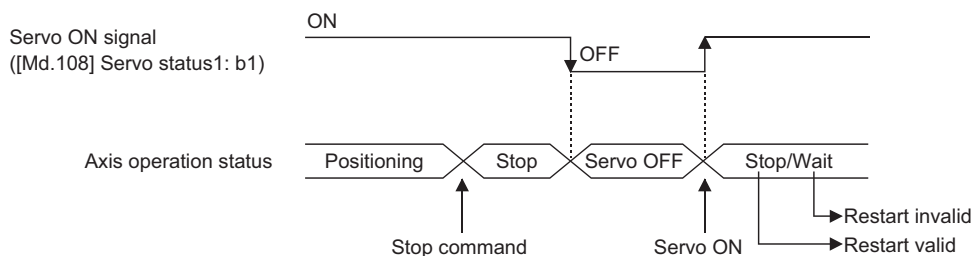 ON
Servo ON signal
([Md.108] Servo status1: b1)
OFF
Axis operation status
Positioning
Stop
Servo OFF
Stop/Wait
Restart invalid
Restart valid
Stop command
Servo ON